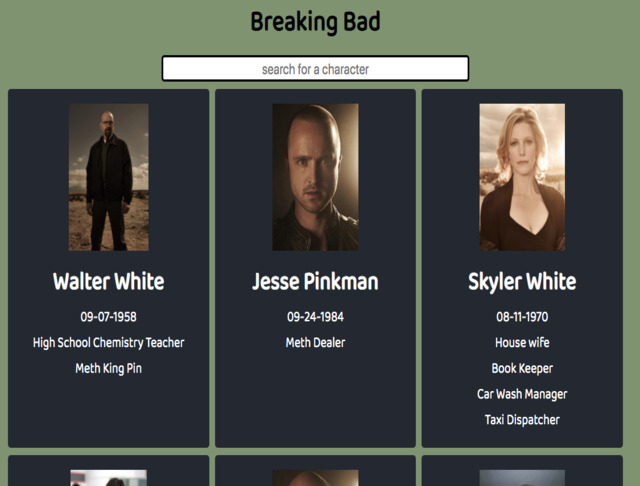 Breaking Bad
search for a character
Walter White
09-07-1958
High School Chemistry Teacher
Meth King Pin
Jesse Pinkman
09-24-1984
Meth Dealer
Skyler White
08-11-1970
House wife
Book Keeper
Car Wash Manager
Taxi Dispatcher